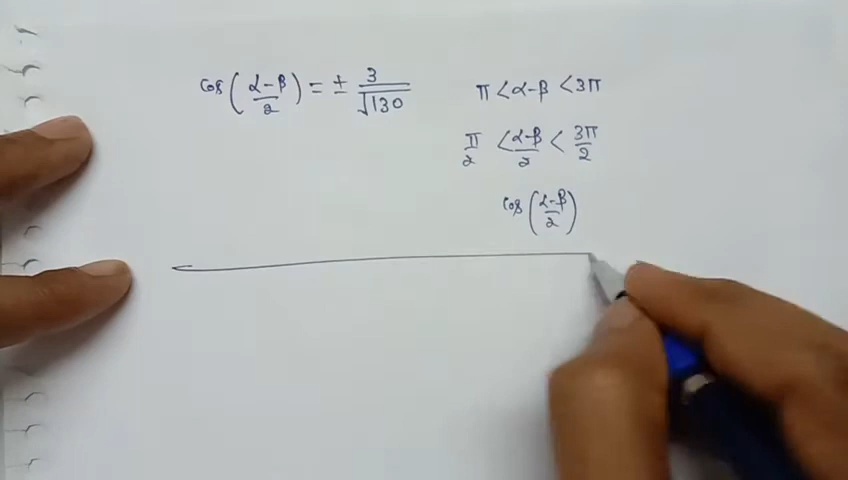 cos(α-β/2) = ± 3/√130
π < α-β < 3π
π/2 < α-β/2 < 3π/2
cos(α-β/2)